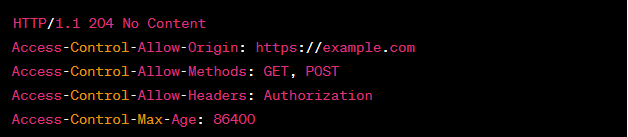 HTTP/1.1 204 No Content
Access-Control-Allow-Origin: https://example.com
Access-Control-Allow-Methods: GET, POST
Access-Control-Allow-Headers: Authorization
Access-Control-Max-Age: 86400